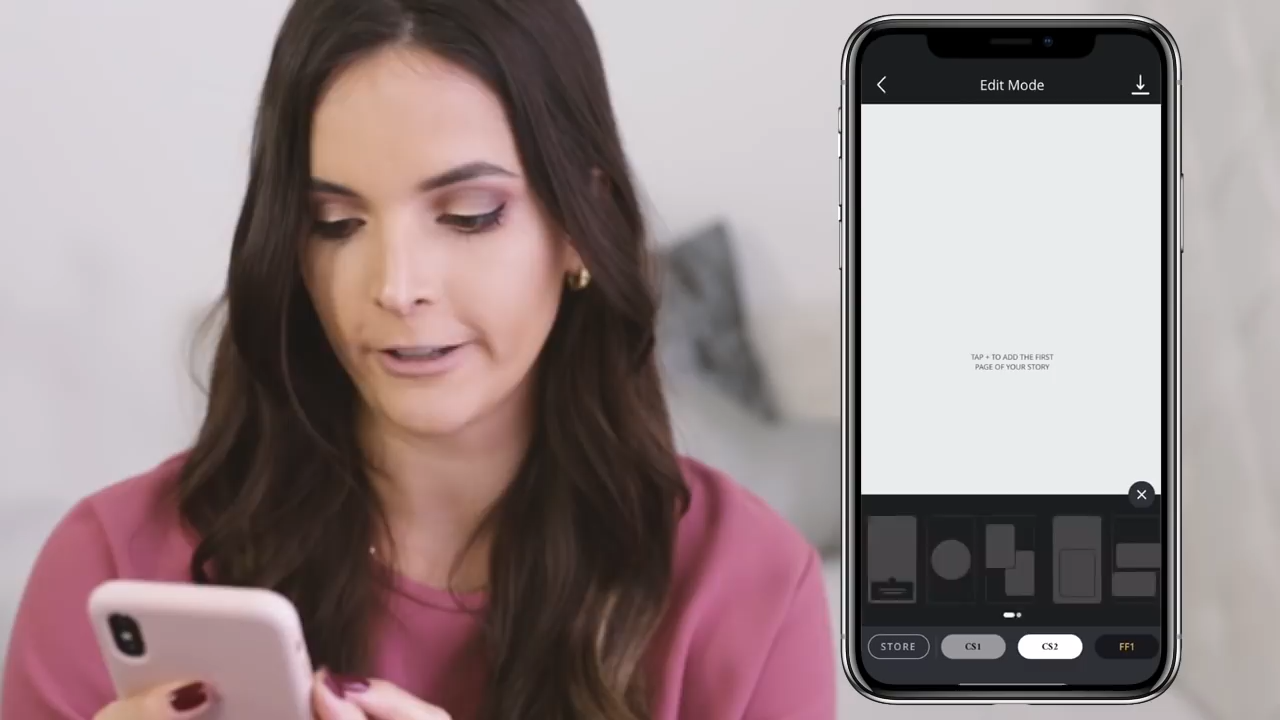 Edit Mode
TAP + TO ADD THE FIRST
PAGE OF YOUR STORY
STORE
CS1
CS2
FF1